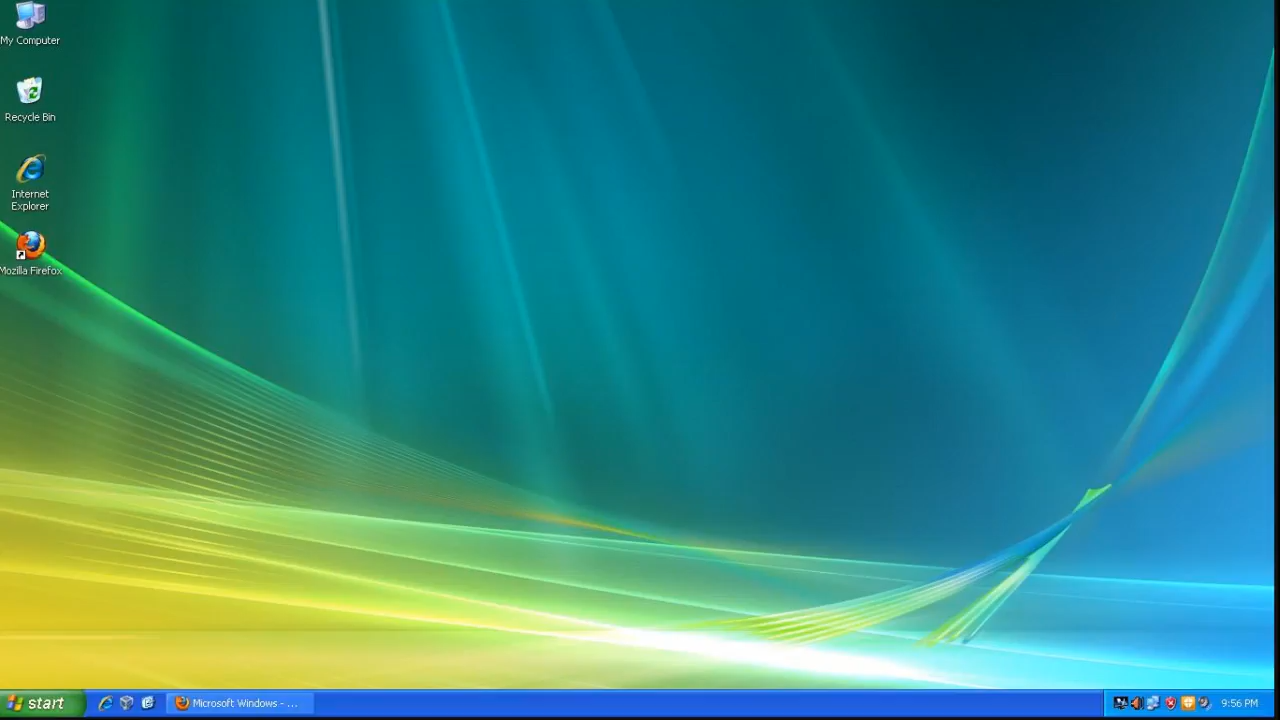 My Computer
Recycle Bin
Internet
Explorer
Mozilla Firefox
start
Microsoft Windows - ...
9:56 PM